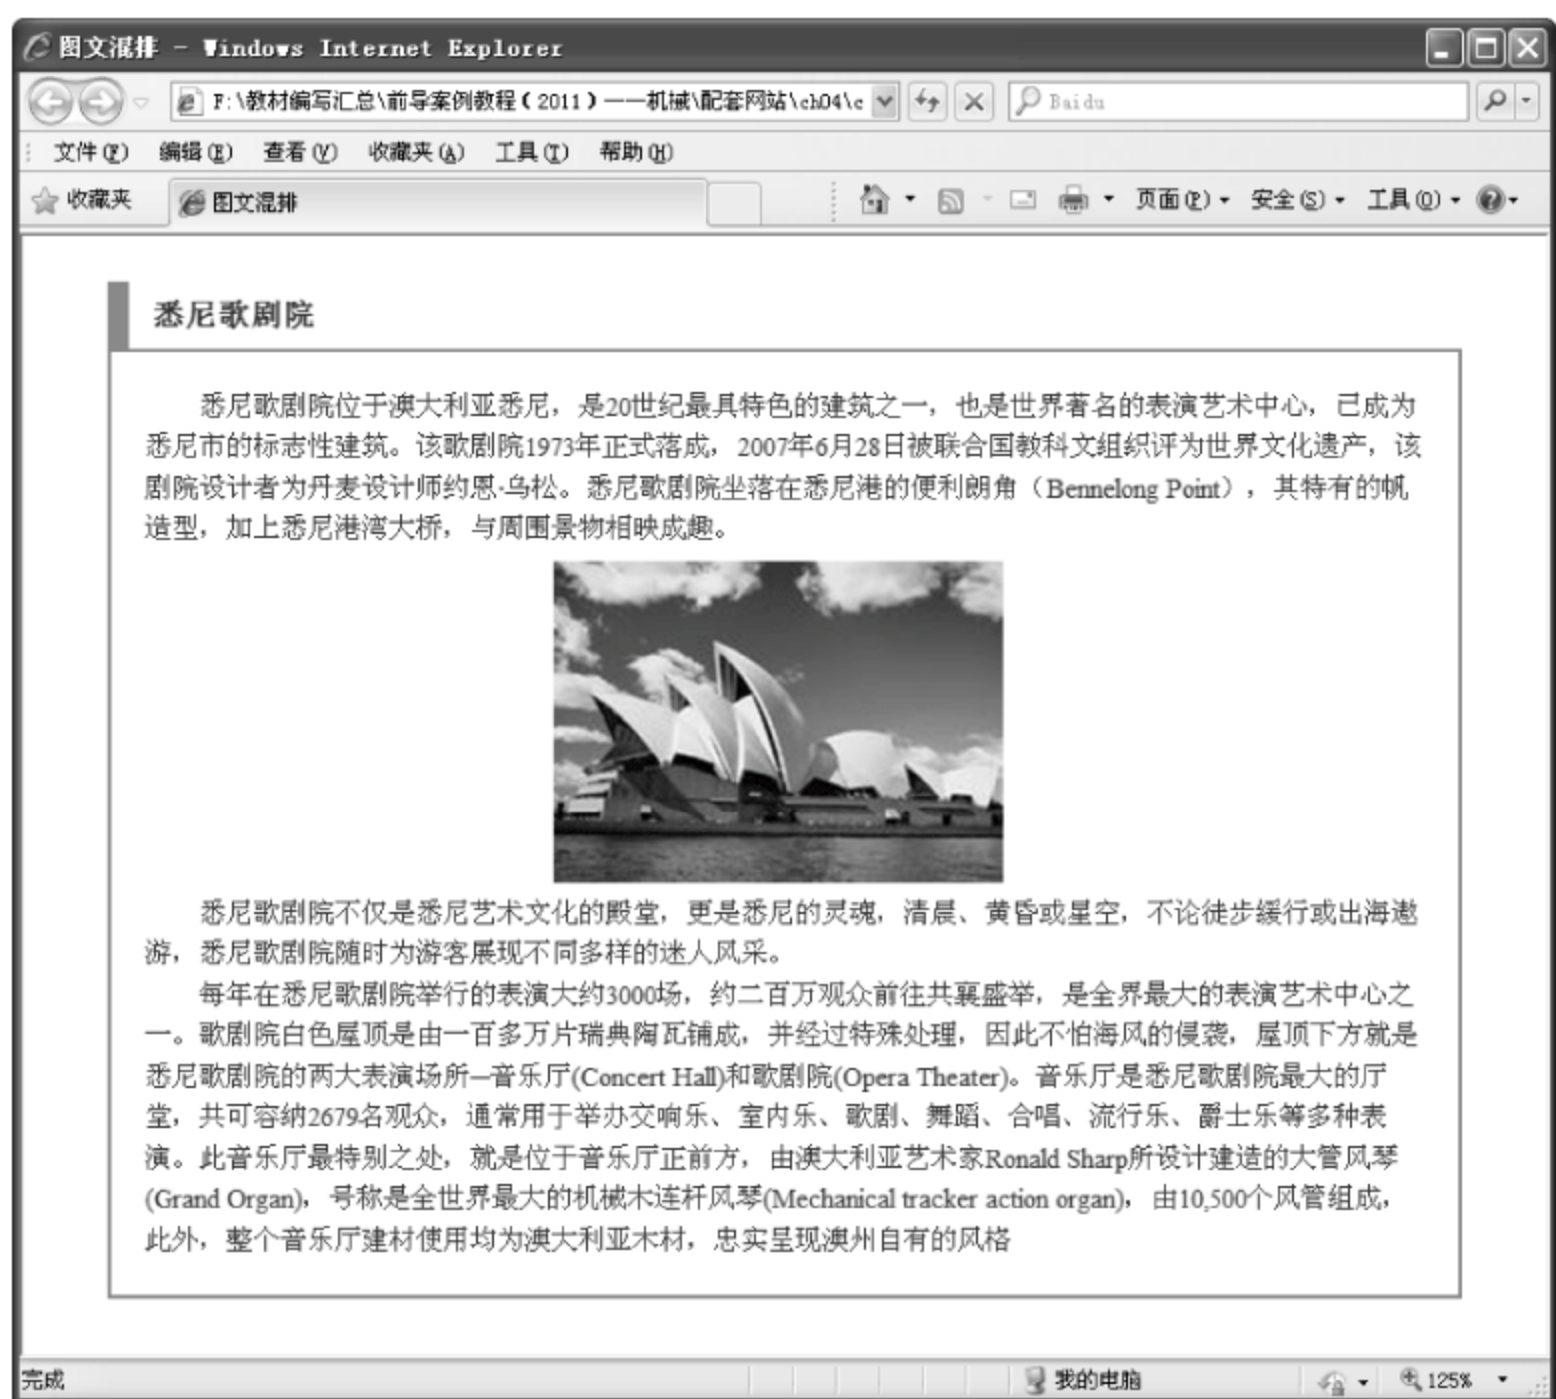 图文混排 - Windows Internet Explorer
F:\教材编写汇总\前导案例教程(2011)——机械\配套网站\ch04\c
Baidu
文件(F) 编辑(E) 查看(V) 收藏夹(A) 工具(T) 帮助(H)
收藏夹 图文混排 页面(P) 安全(S) 工具(O)
悉尼歌剧院
悉尼歌剧院位于澳大利亚悉尼，是20世纪最具特色的建筑之一，也是世界著名的表演艺术中心，已成为
悉尼市的标志性建筑。该歌剧院1973年正式落成，2007年6月28日被联合国教科文组织评为世界文化遗产，该
剧院设计者为丹麦设计师约恩·乌松。悉尼歌剧院坐落在悉尼港的便利朗角（Bennelong Point），其特有的帆
造型，加上悉尼港湾大桥，与周围景物相映成趣。
悉尼歌剧院不仅是悉尼艺术文化的殿堂，更是悉尼的灵魂，清晨、黄昏或星空，不论徒步缓行或出海遨
游，悉尼歌剧院随时为游客展现不同多样的迷人风采。
每年在悉尼歌剧院举行的表演大约3000场，约二百万观众前往共襄盛举，是全界最大的表演艺术中心之
一。歌剧院白色屋顶是由一百多万片瑞典陶瓦铺成，并经过特殊处理，因此不怕海风的侵袭，屋顶下方就是
悉尼歌剧院的两大表演场所—音乐厅(Concert Hall)和歌剧院(Opera Theater)。音乐厅是悉尼歌剧院最大的厅
堂，共可容纳2679名观众，通常用于举办交响乐、室内乐、歌剧、舞蹈、合唱、流行乐、爵士乐等多种表
演。此音乐厅最特别之处，就是位于音乐厅正前方，由澳大利亚艺术家Ronald Sharp所设计建造的大管风琴
(Grand Organ)，号称是全世界最大的机械木连杆风琴(Mechanical tracker action organ)，由10,500个风管组成，
此外，整个音乐厅建材使用均为澳大利亚木材，忠实呈现澳州自有的风格
完成 我的电脑 125%